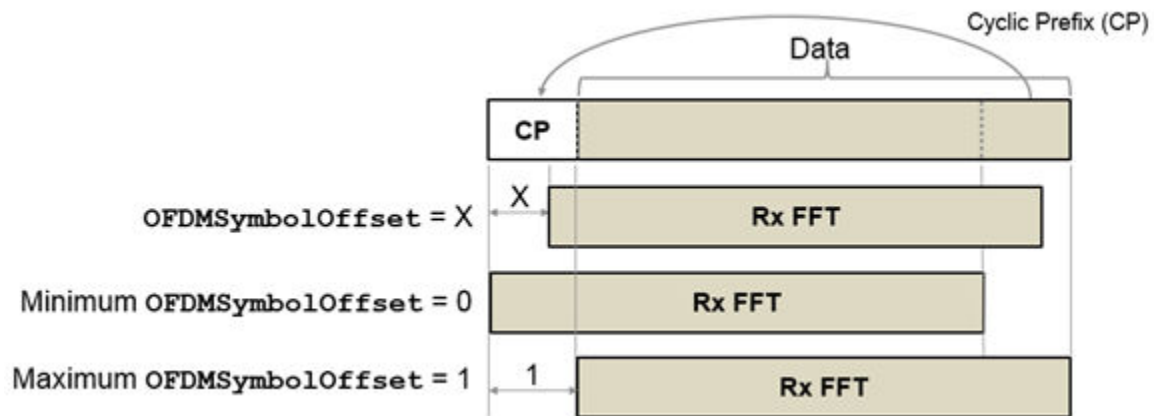 Cyclic Prefix (CP)
Data
CP
X
OFDMSymbolOffset = X
Rx FFT
Minimum OFDMSymbolOffset = 0
Rx FFT
Maximum OFDMSymbolOffset = 1
1
Rx FFT